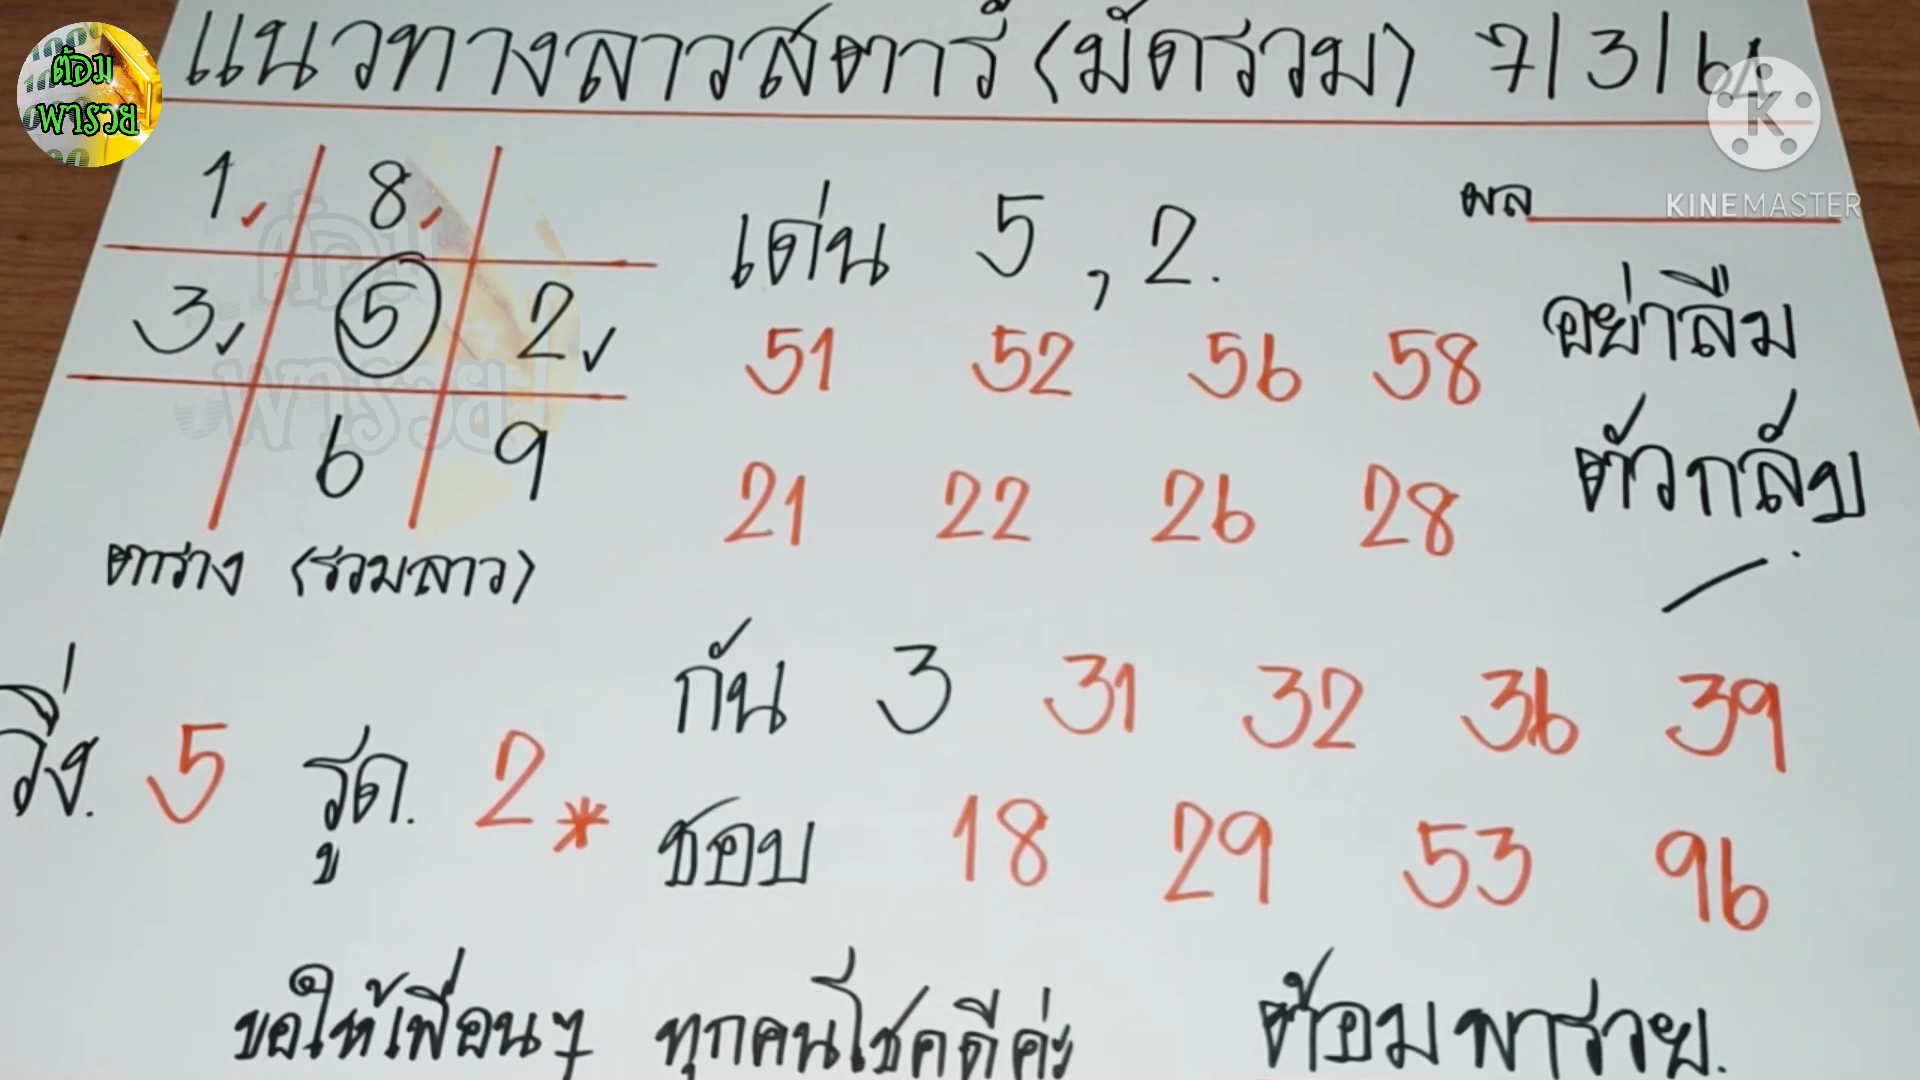 ต้อม
พารวย
แนวทางลาวสตาร์ (มัดรวม) 7/3/64
KINEMASTER
1 8
3 5 2
6 9
ตาราง (รวมลาว)
ผล
เด่น 5 , 2.
51 52 56 58
21 22 26 28
อย่าลืม
ตัวกลับ
วิ่ง. 5 รูด. 2*
กัน 3 31 32 36 39
ชอบ 18 29 53 96
ขอให้เพื่อนๆ ทุกคนโชคดีค่ะ
ต้อมพารวย.